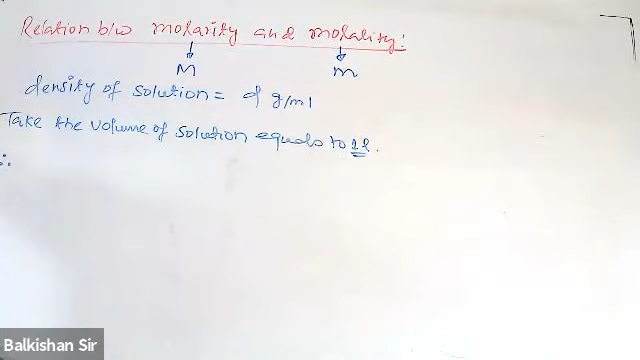 Relation b/w molarity and molality:
M m
density of solution = d g/ml
Take the volume of solution equals to 1l.
∴
Balkishan Sir